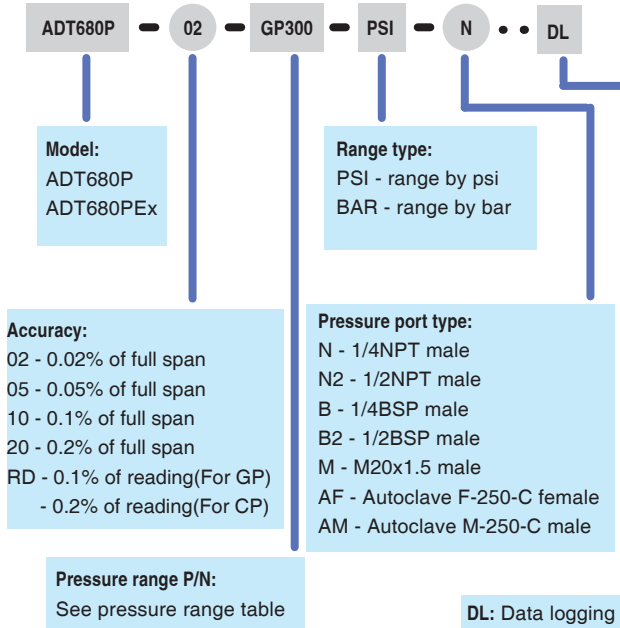 ADT680P 02 GP300 PSI N DL
Model:
ADT680P
ADT680PEx
Range type:
PSI - range by psi
BAR - range by bar
Accuracy:
02 - 0.02% of full span
05 - 0.05% of full span
10 - 0.1% of full span
20 - 0.2% of full span
RD - 0.1% of reading(For GP)
- 0.2% of reading(For CP)
Pressure port type:
N - 1/4NPT male
N2 - 1/2NPT male
B - 1/4BSP male
B2 - 1/2BSP male
M - M20x1.5 male
AF - Autoclave F-250-C female
AM - Autoclave M-250-C male
Pressure range P/N:
See pressure range table
DL: Data logging